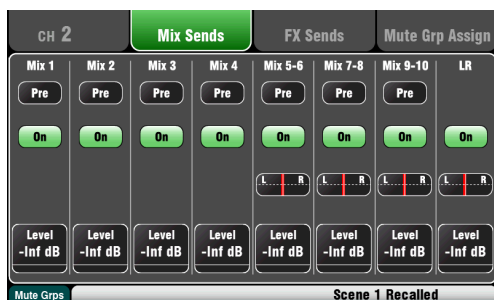 CH 2 Mix Sends FX Sends Mute Grp Assign
Mix 1 Mix 2 Mix 3 Mix 4 Mix 5-6 Mix 7-8 Mix 9-10 LR
Pre Pre Pre Pre Pre Pre Pre
On On On On On On On On
L R L R L R L R
Level Level Level Level Level Level Level Level
-Inf dB -Inf dB -Inf dB -Inf dB -Inf dB -Inf dB -Inf dB -Inf dB
Mute Grps Scene 1 Recalled